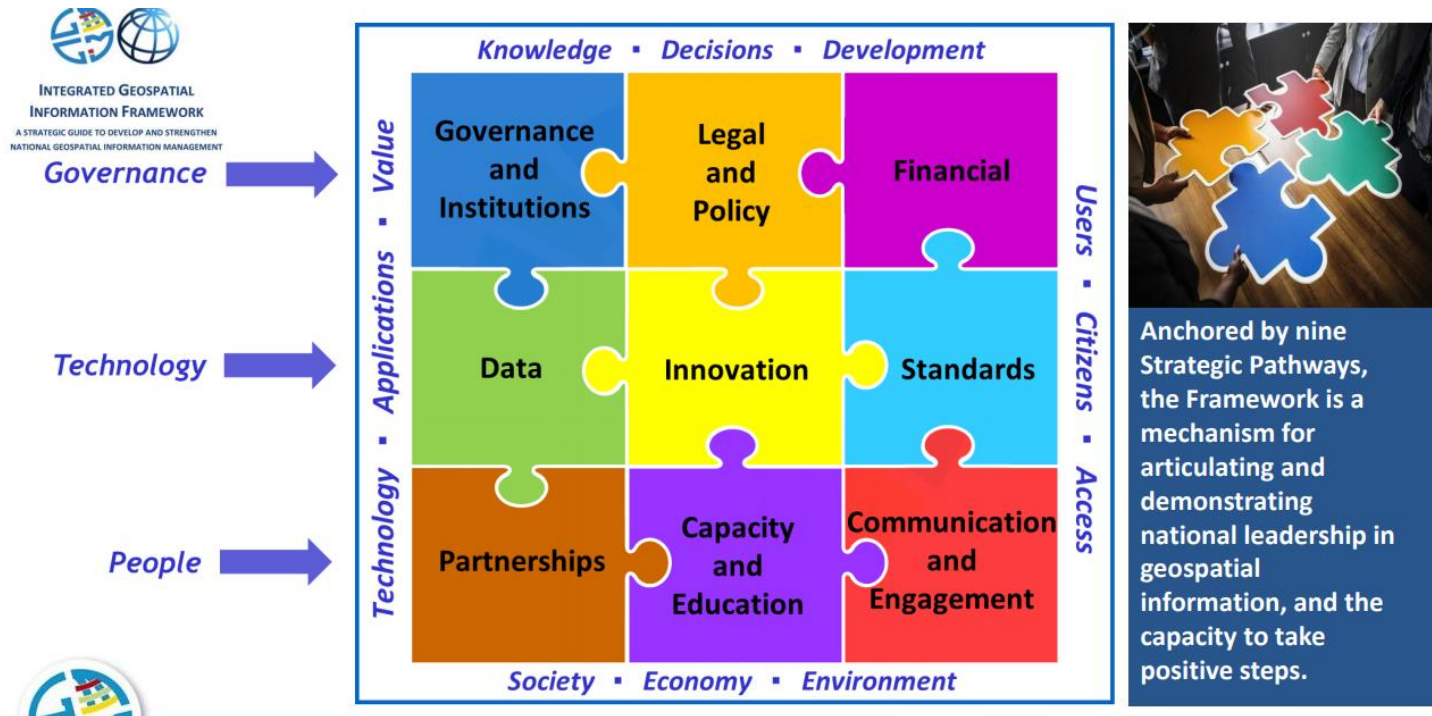 INTEGRATED GEOSPATIAL
INFORMATION FRAMEWORK
A STRATEGIC GUIDE TO DEVELOP AND STRENGTHEN
NATIONAL GEOSPATIAL INFORMATION MANAGEMENT
Governance
Technology
People
Knowledge ▪ Decisions ▪ Development
Technology ▪ Applications ▪ Value
Governance
and
Institutions
Legal
and
Policy
Financial
Data
Innovation
Standards
Partnerships
Capacity
and
Education
Communication
and
Engagement
Users ▪ Citizens ▪ Access
Society ▪ Economy ▪ Environment
Anchored by nine
Strategic Pathways,
the Framework is a
mechanism for
articulating and
demonstrating
national leadership in
geospatial
information, and the
capacity to take
positive steps.